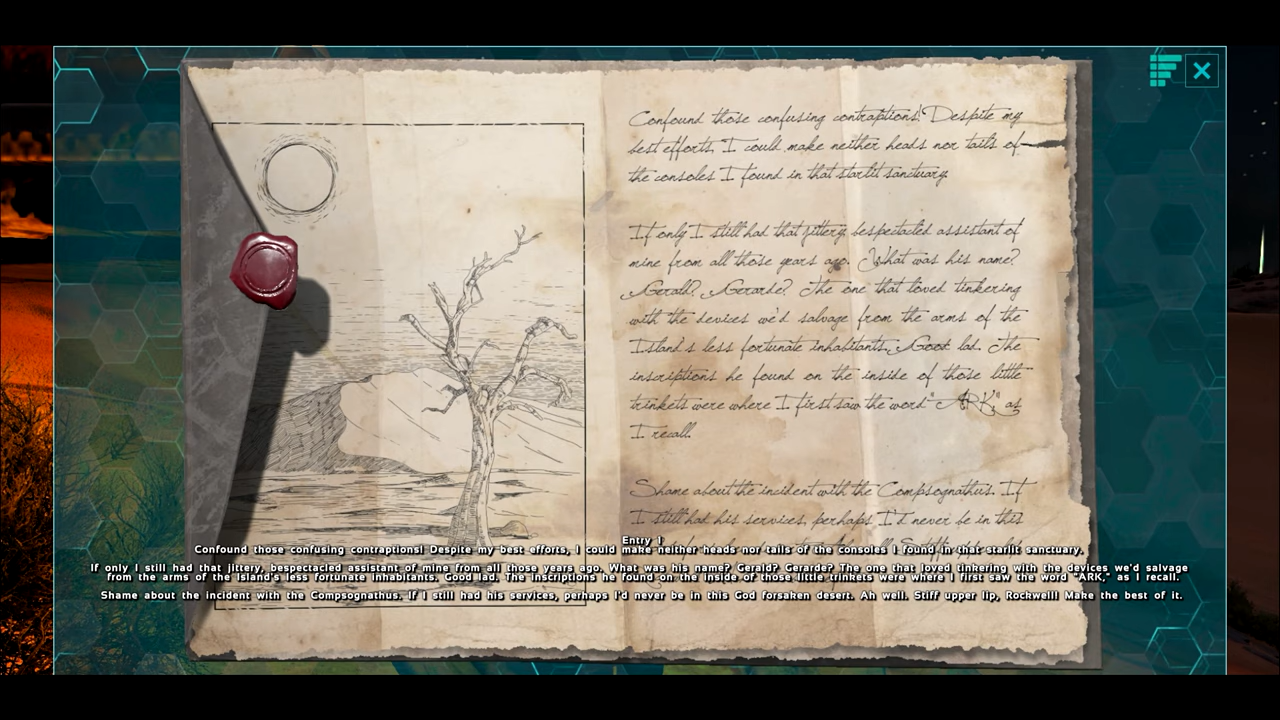 Confound those confusing contraptions! Despite my
best efforts, I could make neither heads nor tails of
the consoles I found in that starlit sanctuary.
If only I still had that jittery, bespectacled assistant of
mine from all those years ago. What was his name?
Gerald? Gerarde? The one that loved tinkering
with the devices we'd salvage from the arms of the
Island's less fortunate inhabitants. Good lad. The
inscriptions he found on the inside of those little
trinkets were where I first saw the word "ARK," as
I recall.
Shame about the incident with the Compsognathus. If
I still had his services, perhaps I'd never be in this
Entry 1
Confound those confusing contraptions! Despite my best efforts, I could make neither heads nor tails of the consoles I found in that starlit sanctuary.
If only I still had that jittery, bespectacled assistant of mine from all those years ago. What was his name? Gerald? Gerarde? The one that loved tinkering with the devices we'd salvage
from the arms of the Island's less fortunate inhabitants. Good lad. The inscriptions he found on the inside of those little trinkets were where I first saw the word "ARK," as I recall.
Shame about the incident with the Compsognathus. If I still had his services, perhaps I'd never be in this God forsaken desert. Ah well. Stiff upper lip, Rockwell! Make the best of it.